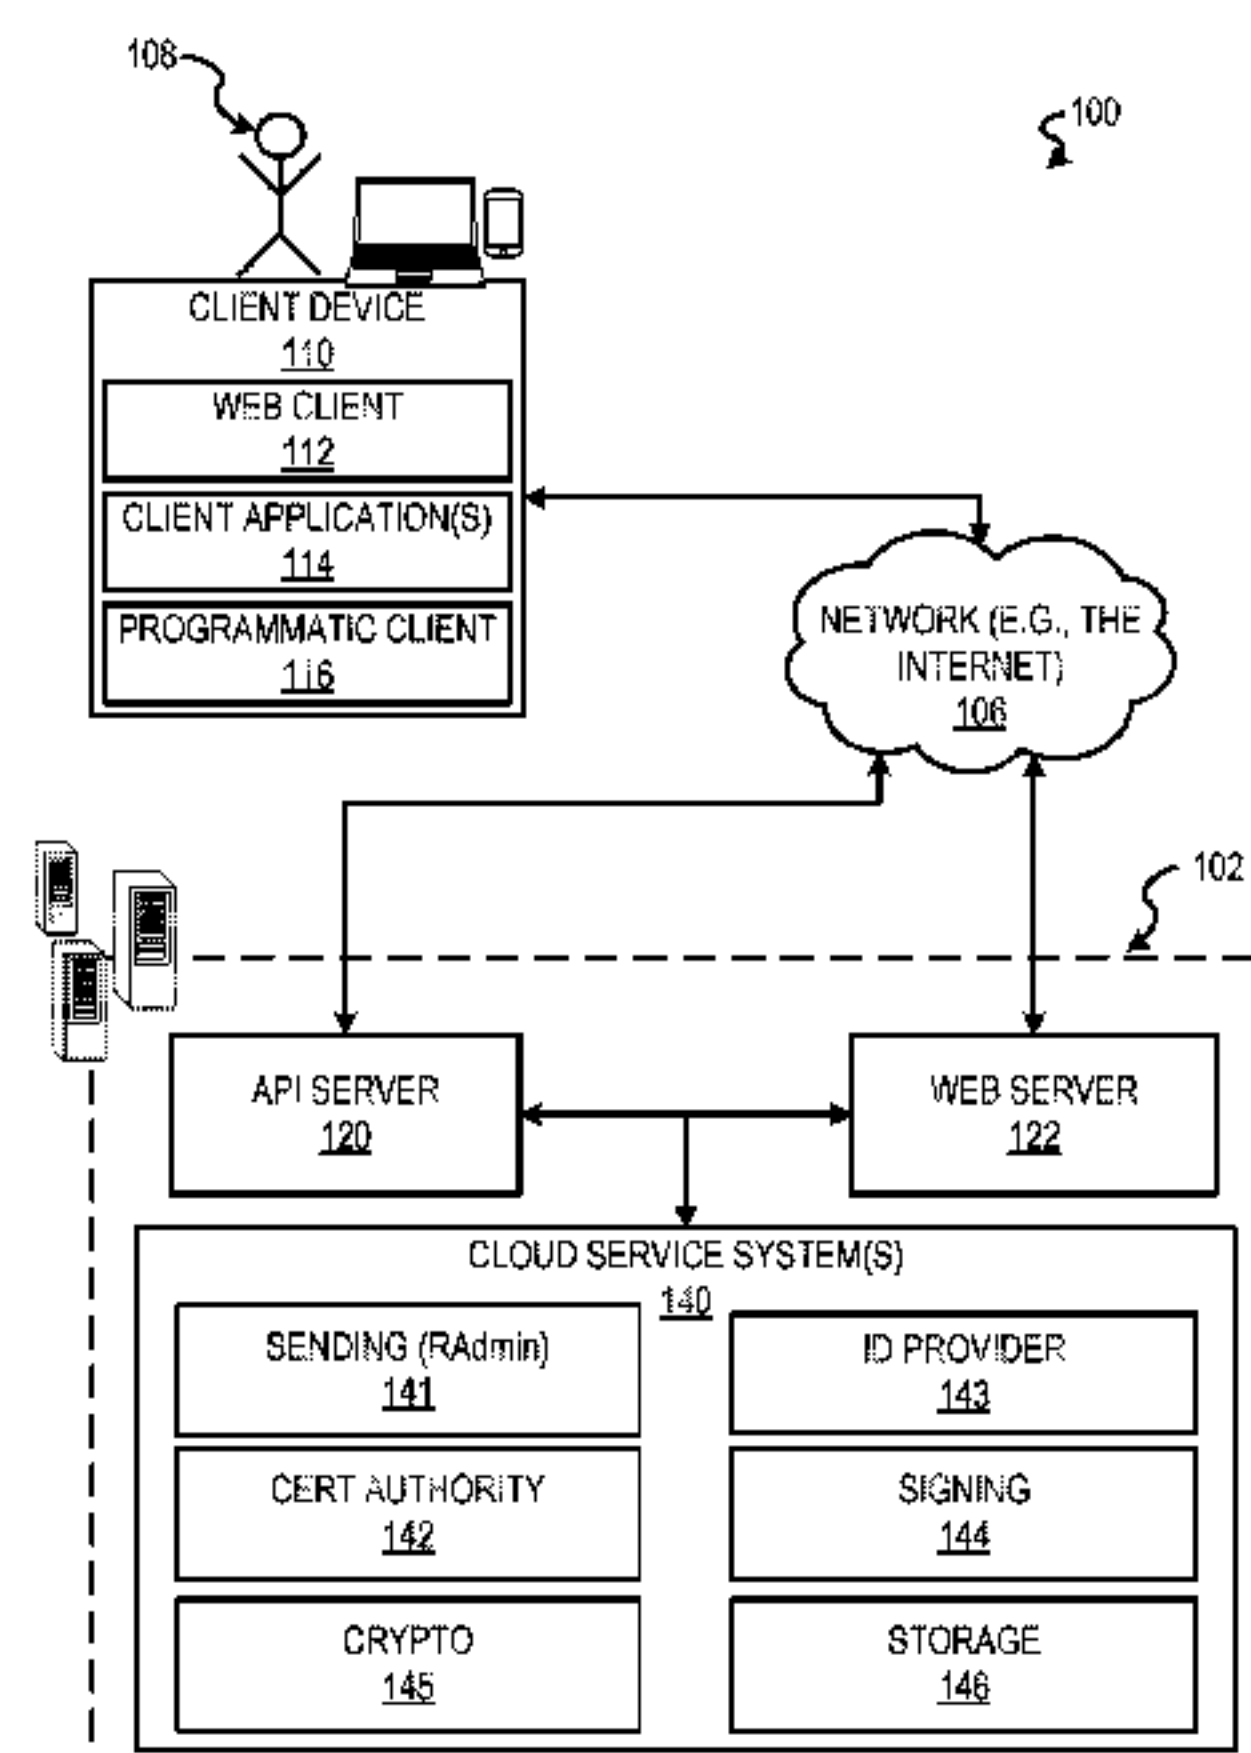 108
100
CLIENT DEVICE
110
WEB CLIENT
112
CLIENT APPLICATION(S)
114
PROGRAMMATIC CLIENT
116
NETWORK (E.G., THE
INTERNET)
106
102
API SERVER
120
WEB SERVER
122
CLOUD SERVICE SYSTEM(S)
140
SENDING (RAdmin)
141
ID PROVIDER
143
CERT AUTHORITY
142
SIGNING
144
CRYPTO
145
STORAGE
146